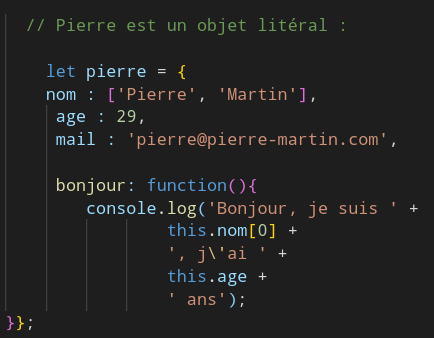 // Pierre est un objet litéral :
let pierre = {
nom : ['Pierre', 'Martin'],
age : 29,
mail : 'pierre@pierre-martin.com',
bonjour: function(){
console.log('Bonjour, je suis ' +
this.nom[0] +
', j\'ai ' +
this.age +
' ans');
}};